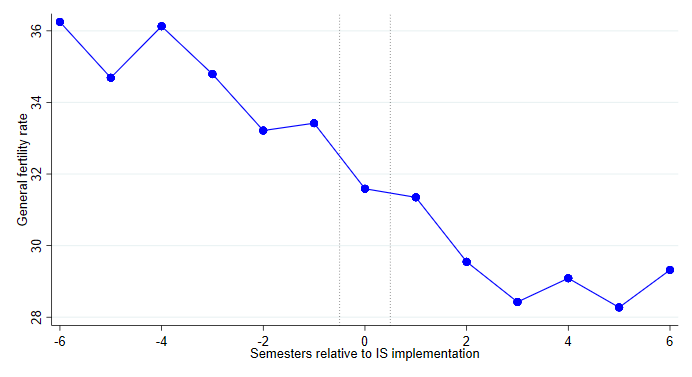 General fertility rate
36
34
32
30
28
-6 -4 -2 0 2 4 6
Semesters relative to IS implementation